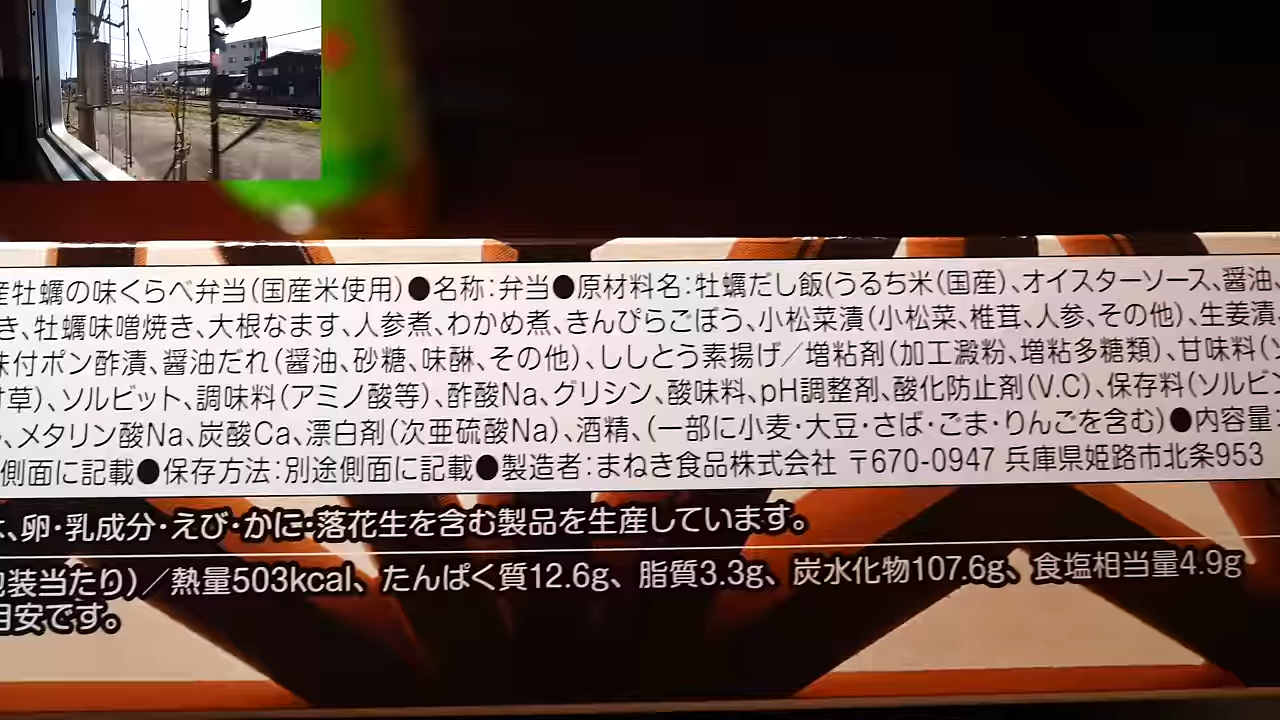 産牡蠣の味くらべ弁当(国産米使用)●名称:弁当●原材料名:牡蠣だし飯(うるち米(国産)、オイスターソース、醤油、
き、牡蠣味噌焼き、大根なます、人参煮、わかめ煮、きんぴらごぼう、小松菜漬(小松菜、椎茸、人参、その他)、生姜漬、
味付ポン酢漬、醤油だれ(醤油、砂糖、味醂、その他)、ししとう素揚げ/増粘剤(加工澱粉、増粘多糖類)、甘味料(ソ
甘草)、ソルビット、調味料(アミノ酸等)、酢酸Na、グリシン、酸味料、pH調整剤、酸化防止剤(V.C)、保存料(ソルビン
、メタリン酸Na、炭酸Ca、漂白剤(次亜硫酸Na)、酒精、(一部に小麦・大豆・さば・ごま・りんごを含む)●内容量:
側面に記載●保存方法:別途側面に記載●製造者:まねき食品株式会社 〒670-0947 兵庫県姫路市北条953
、卵・乳成分・えび・かに・落花生を含む製品を生産しています。
包装当たり)/熱量503kcal、たんぱく質12.6g、脂質3.3g、炭水化物107.6g、食塩相当量4.9g
目安です。